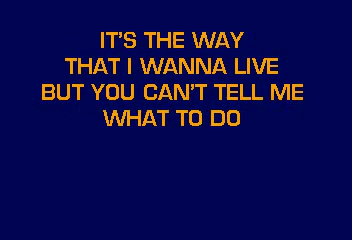 IT'S THE WAY
THAT I WANNA LIVE
BUT YOU CAN'T TELL ME
WHAT TO DO